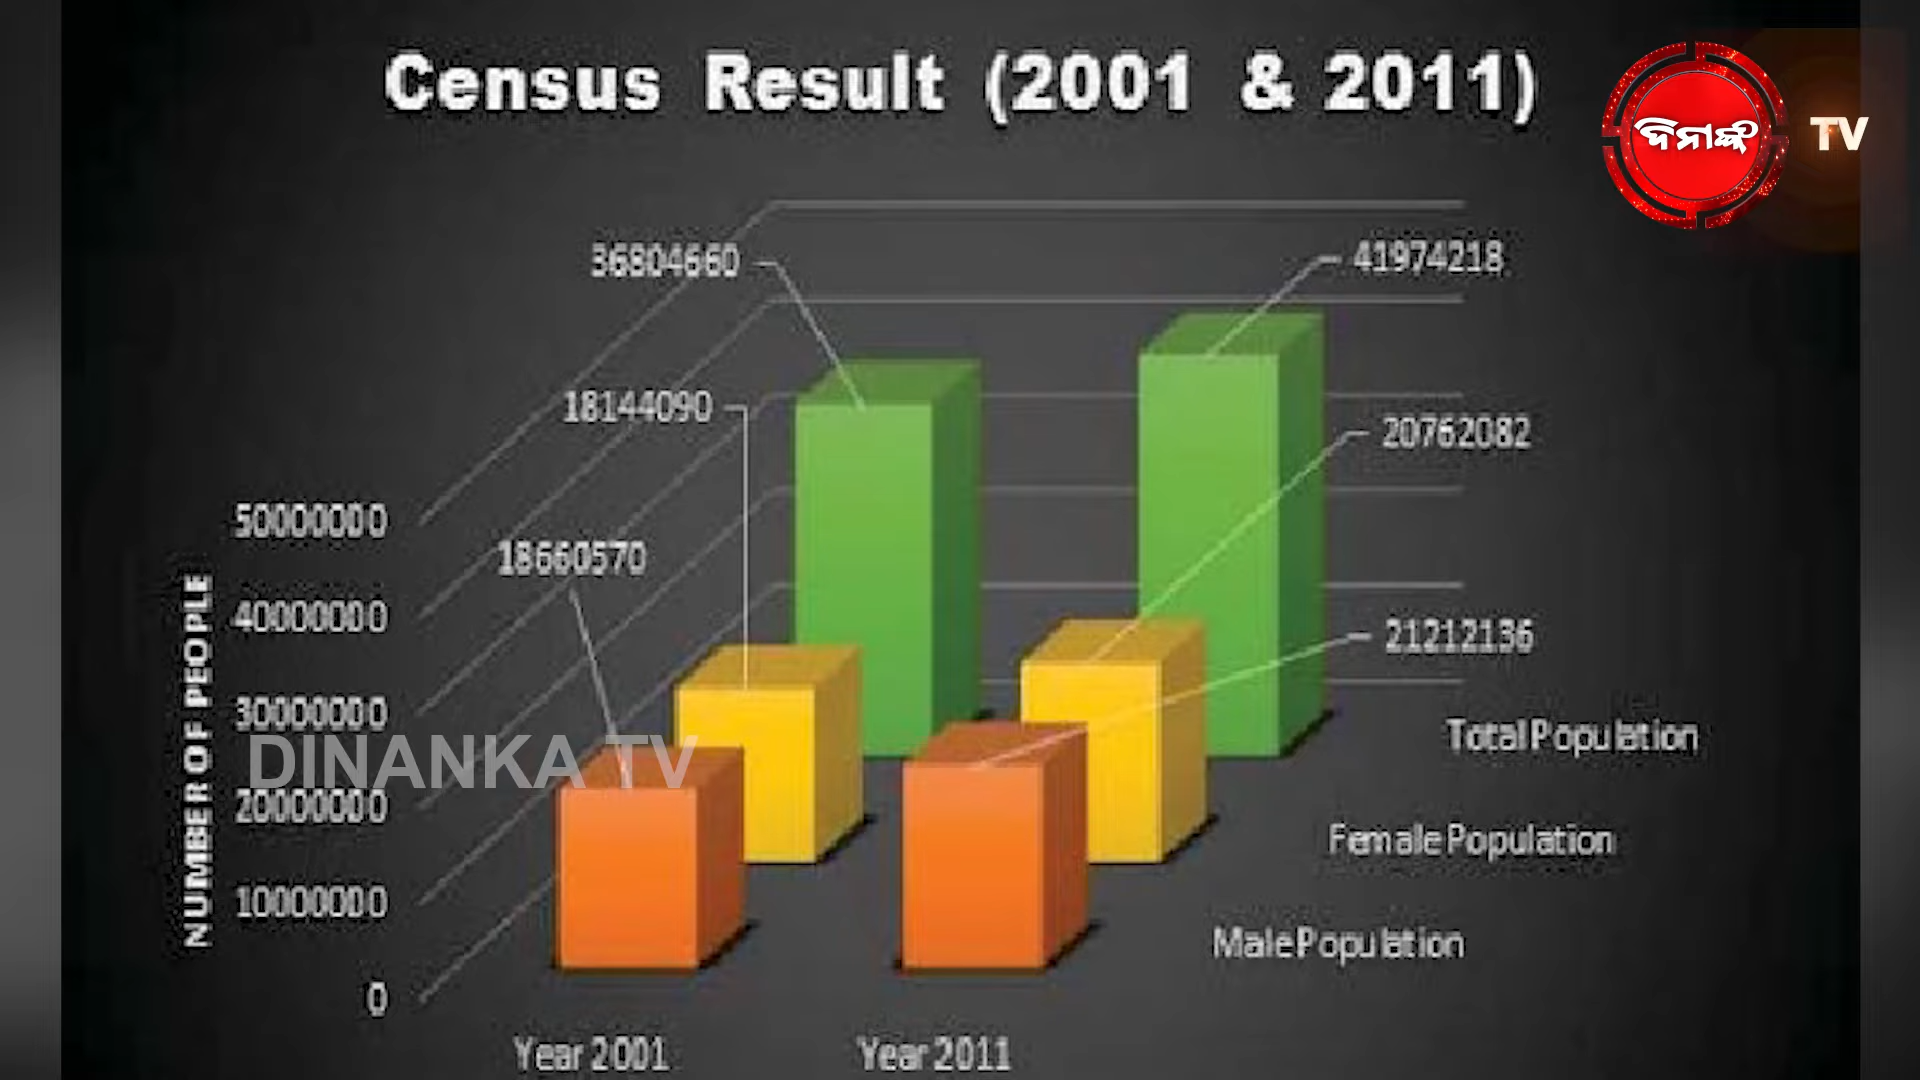 Census Result (2001 & 2011)
ଦିନାଙ୍କ TV
36804660
41974218
18144090
20762082
18660570
21212136
NUMBER OF PEOPLE
50000000
40000000
30000000
20000000
10000000
0
DINANKA TV
Total Population
Female Population
Male Population
Year 2001
Year 2011